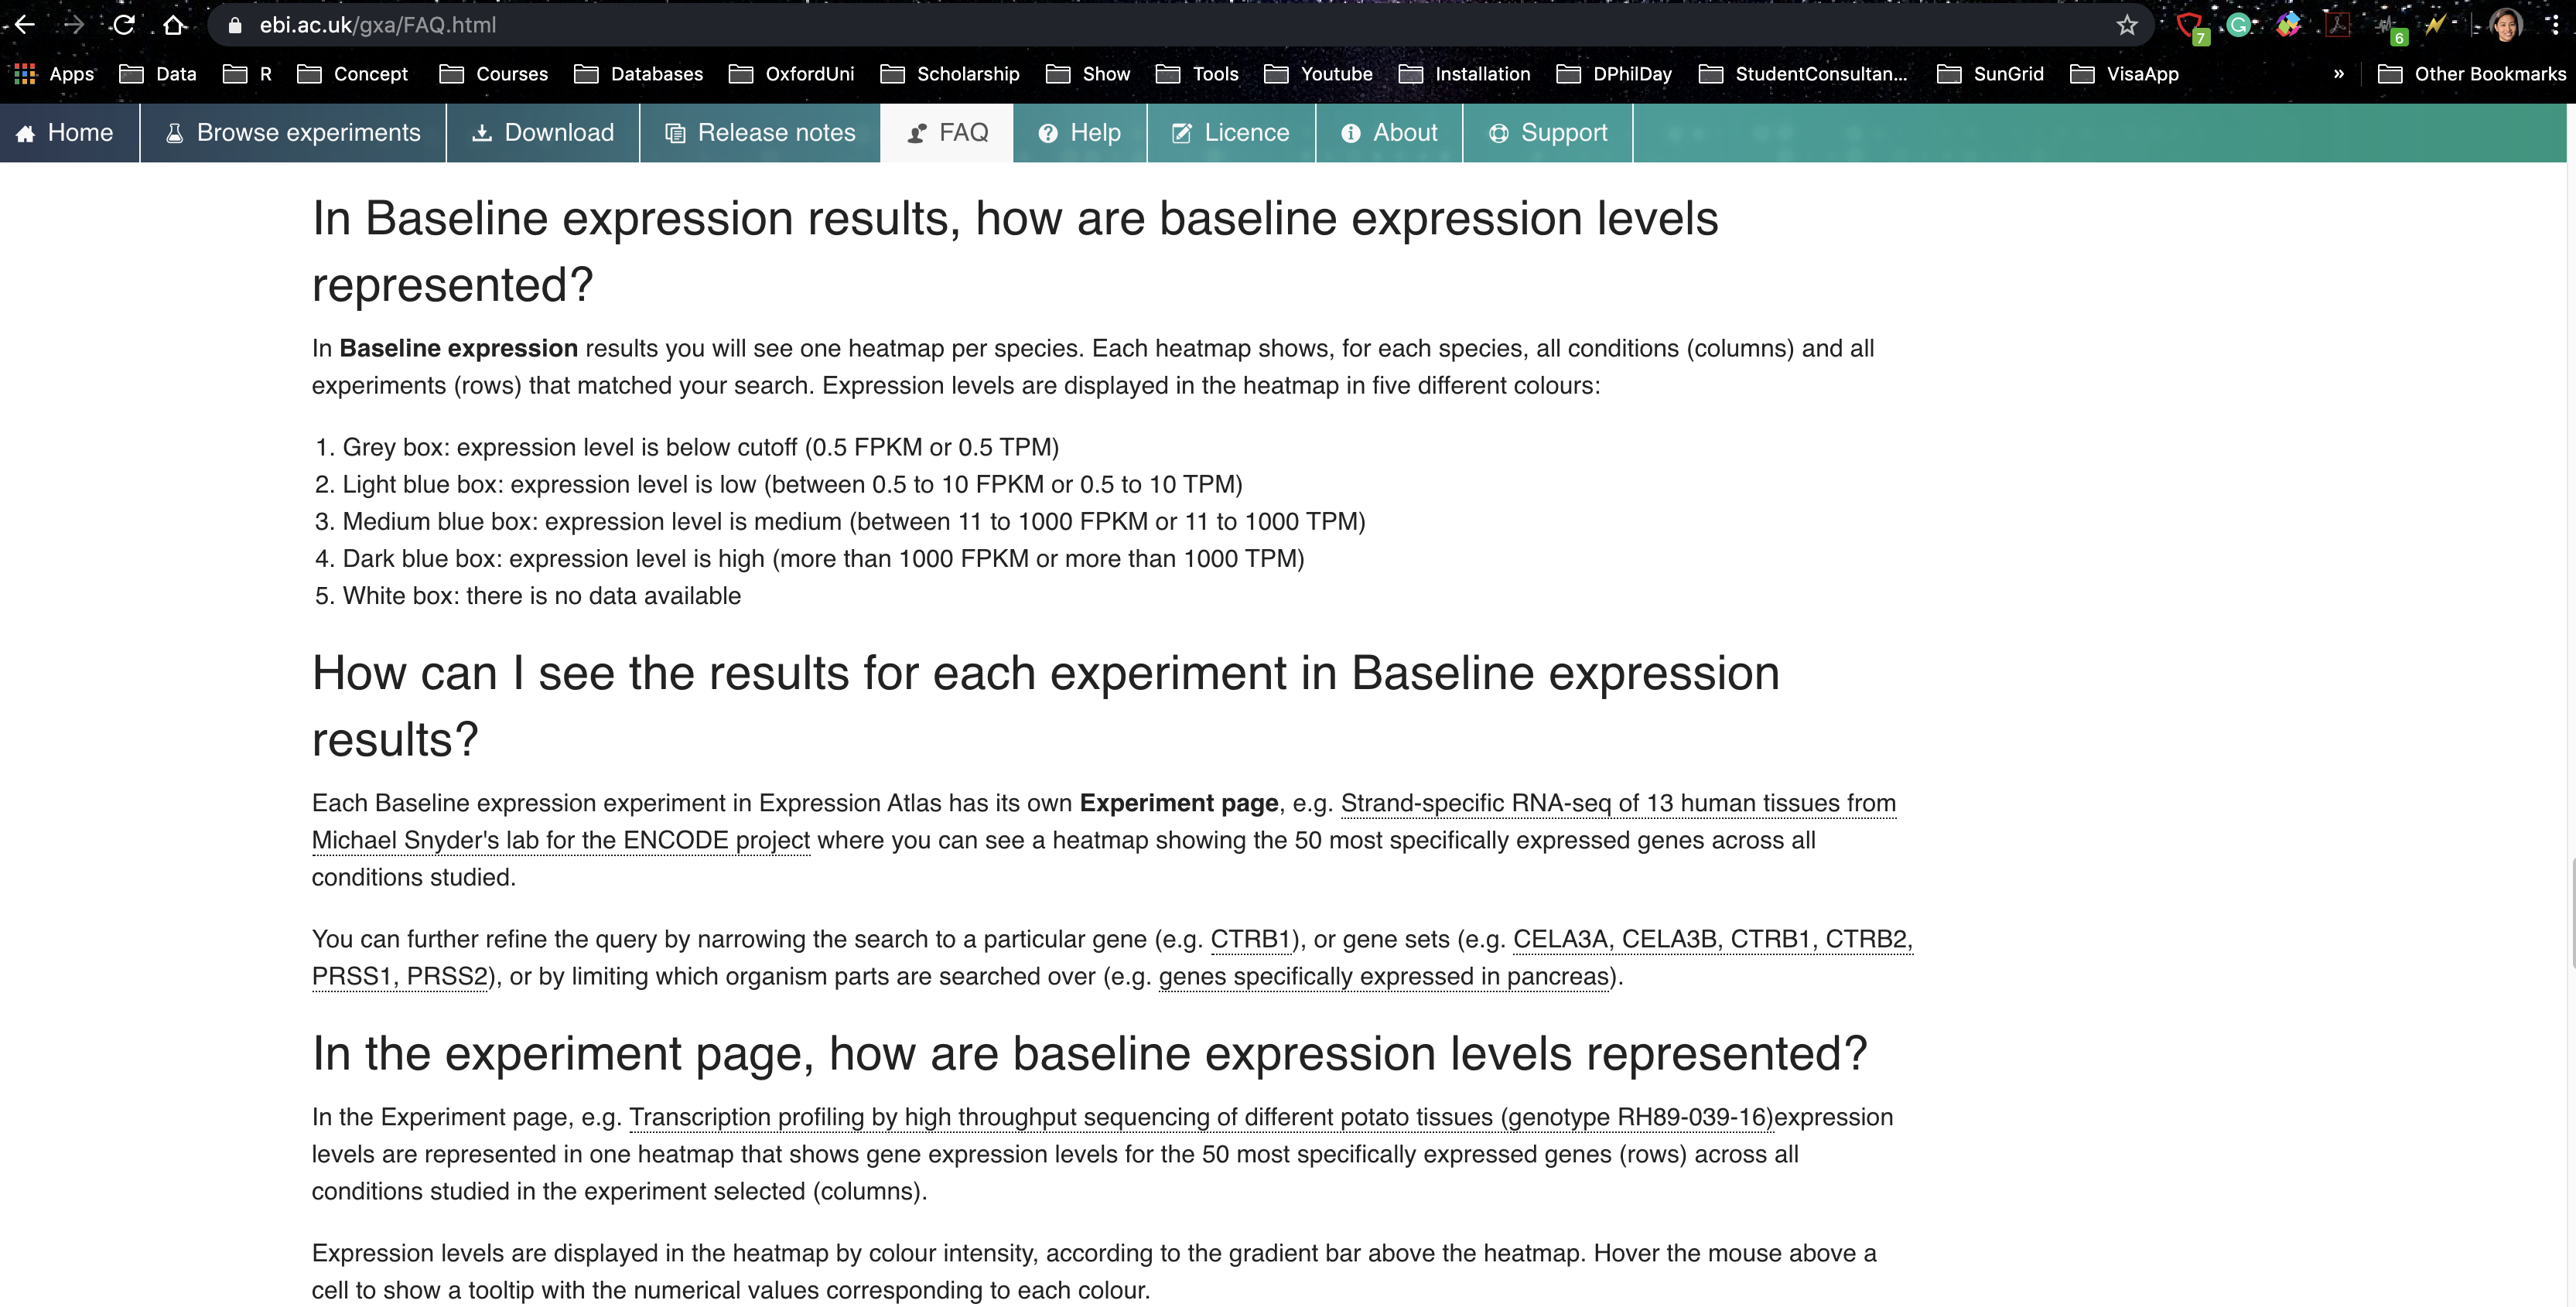 ebi.ac.uk/gxa/FAQ.html
7
6
Apps Data R Concept Courses Databases OxfordUni Scholarship Show Tools Youtube Installation DPhilDay StudentConsultan... SunGrid VisaApp » Other Bookmarks
Home Browse experiments Download Release notes FAQ Help Licence About Support
In Baseline expression results, how are baseline expression levels
represented?
In Baseline expression results you will see one heatmap per species. Each heatmap shows, for each species, all conditions (columns) and all
experiments (rows) that matched your search. Expression levels are displayed in the heatmap in five different colours:
1. Grey box: expression level is below cutoff (0.5 FPKM or 0.5 TPM)
2. Light blue box: expression level is low (between 0.5 to 10 FPKM or 0.5 to 10 TPM)
3. Medium blue box: expression level is medium (between 11 to 1000 FPKM or 11 to 1000 TPM)
4. Dark blue box: expression level is high (more than 1000 FPKM or more than 1000 TPM)
5. White box: there is no data available
How can I see the results for each experiment in Baseline expression
results?
Each Baseline expression experiment in Expression Atlas has its own Experiment page, e.g. Strand-specific RNA-seq of 13 human tissues from
Michael Snyder's lab for the ENCODE project where you can see a heatmap showing the 50 most specifically expressed genes across all
conditions studied.
You can further refine the query by narrowing the search to a particular gene (e.g. CTRB1), or gene sets (e.g. CELA3A, CELA3B, CTRB1, CTRB2,
PRSS1, PRSS2), or by limiting which organism parts are searched over (e.g. genes specifically expressed in pancreas).
In the experiment page, how are baseline expression levels represented?
In the Experiment page, e.g. Transcription profiling by high throughput sequencing of different potato tissues (genotype RH89-039-16)expression
levels are represented in one heatmap that shows gene expression levels for the 50 most specifically expressed genes (rows) across all
conditions studied in the experiment selected (columns).
Expression levels are displayed in the heatmap by colour intensity, according to the gradient bar above the heatmap. Hover the mouse above a
cell to show a tooltip with the numerical values corresponding to each colour.